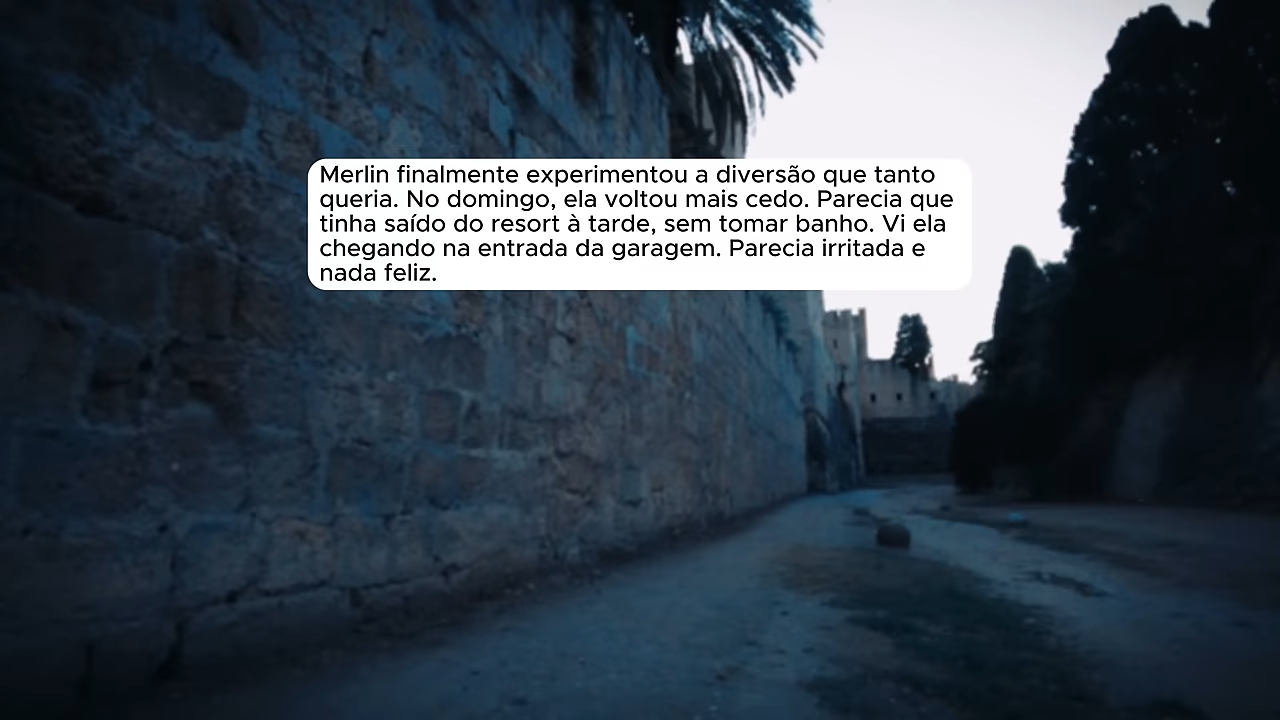 Merlin finalmente experimentou a diversão que tanto
queria. No domingo, ela voltou mais cedo. Parecia que
tinha saído do resort à tarde, sem tomar banho. Vi ela
chegando na entrada da garagem. Parecia irritada e
nada feliz.